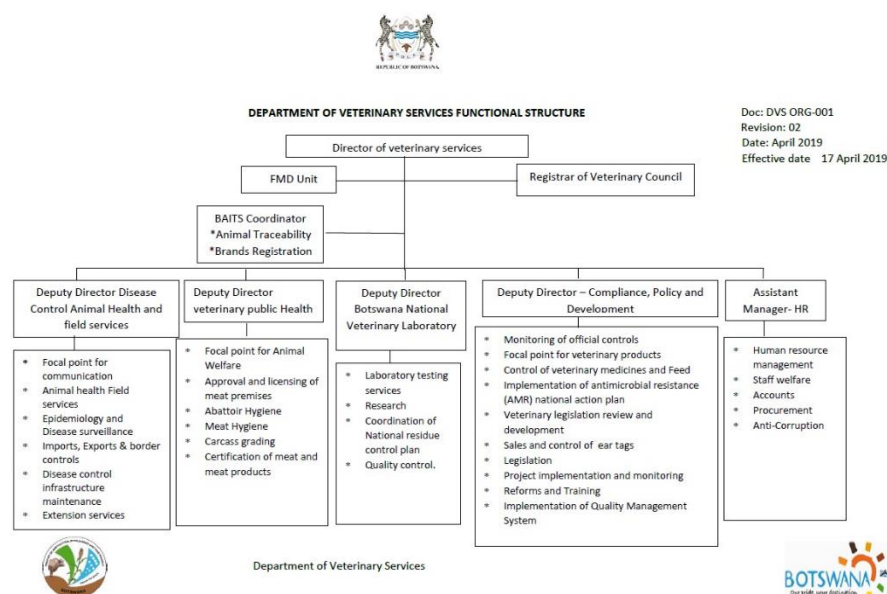 REPUBLIC OF BOTSWANA
DEPARTMENT OF VETERINARY SERVICES FUNCTIONAL STRUCTURE
Doc: DVS ORG-001
Revision: 02
Date: April 2019
Effective date 17 April 2019
Director of veterinary services
FMD Unit
Registrar of Veterinary Council
BAITS Coordinator
*Animal Traceability
*Brands Registration
Deputy Director Disease
Control Animal Health and
field services
* Focal point for
communication
* Animal health Field
services
* Epidemiology and
Disease surveillance
* Imports, Exports & border
controls
* Disease control
infrastructure
maintenance
* Extension services
Deputy Director
veterinary public Health
* Focal point for Animal
Welfare
* Approval and licensing of
meat premises
* Abattoir Hygiene
* Meat Hygiene
* Carcass grading
* Certification of meat and
meat products
Deputy Director
Botswana National
Veterinary Laboratory
* Laboratory testing
services
* Research
* Coordination of
National residue
control plan
* Quality control.
Deputy Director – Compliance, Policy and
Development
* Monitoring of official controls
* Focal point for veterinary products
* Control of veterinary medicines and Feed
* Implementation of antimicrobial resistance
(AMR) national action plan
* Veterinary legislation review and
development
* Sales and control of ear tags
* Legislation
* Project implementation and monitoring
* Reforms and Training
* Implementation of Quality Management
System
Assistant
Manager- HR
* Human resource
management
* Staff welfare
* Accounts
* Procurement
* Anti-Corruption
Department of Veterinary Services
BOTSWANA
Our pride, your destination